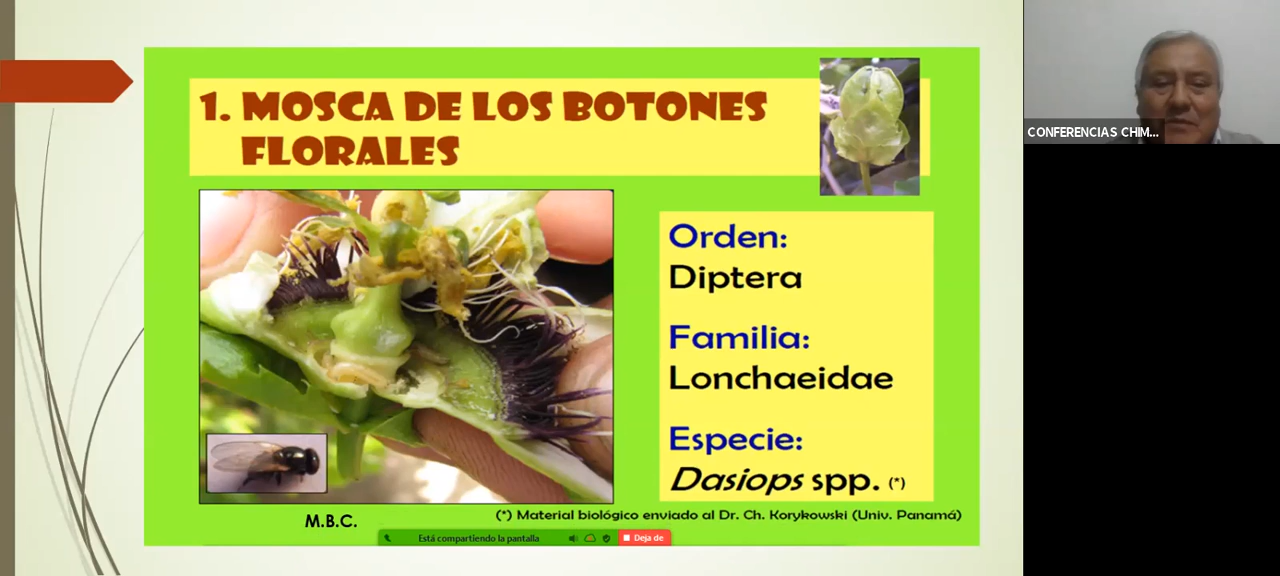 1. MOSCA DE LOS BOTONES
FLORALES
Orden:
Diptera
Familia:
Lonchaeidae
Especie:
Dasiops spp. (*)
(*) Material biológico enviado al Dr. Ch. Korykowski (Univ. Panamá)
M.B.C.
Está compartiendo la pantalla
Deja de
CONFERENCIAS CHIM...